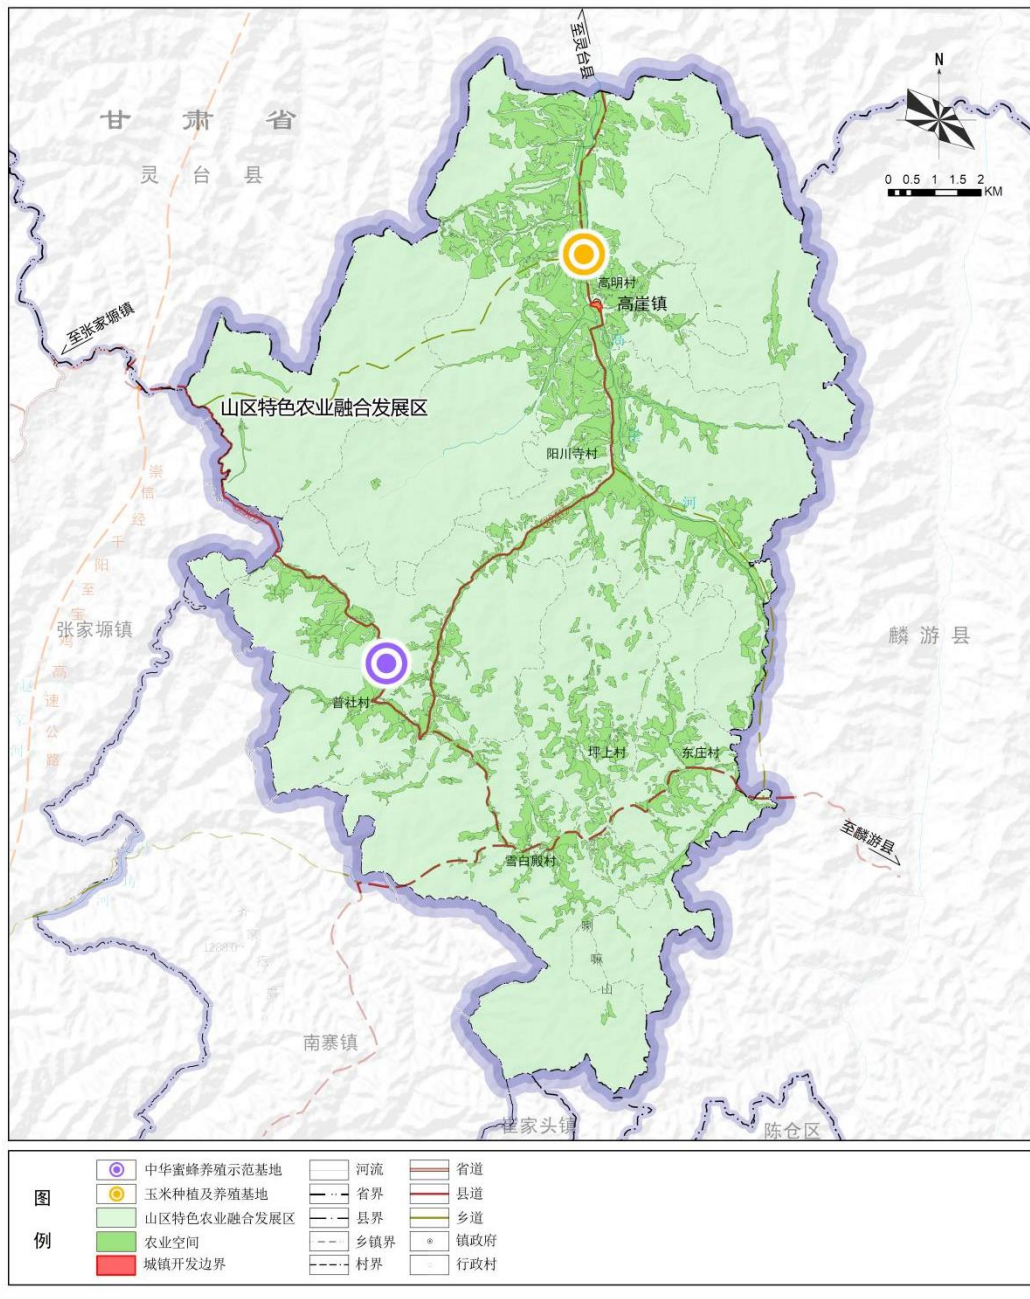 至灵台县
甘肃省
灵台县
N
0 0.5 1 1.5 2
KM
高明村
高崖镇
至张家塬镇
山区特色农业融合发展区
阳川寺村
河
崇信经千阳至宝鸡高速公路
张家塬镇
麟游县
普社村
坪上村
东庄村
至麟游县
雪白殿村
喇嘛山
河
南寨镇
崔家头镇
陈仓区
图例
中华蜜蜂养殖示范基地
河流
省道
玉米种植及养殖基地
省界
县道
山区特色农业融合发展区
县界
乡道
农业空间
乡镇界
镇政府
城镇开发边界
村界
行政村